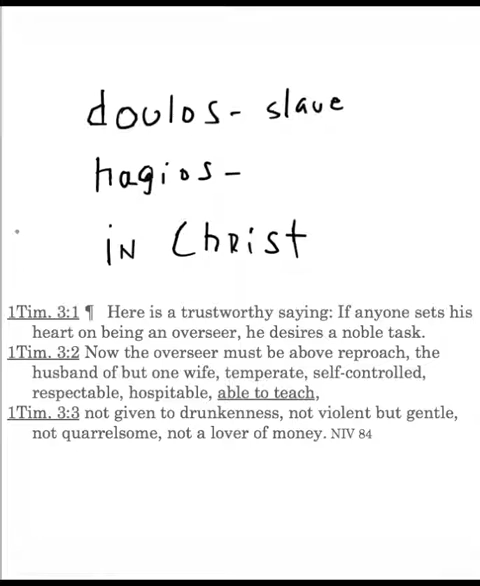 doulos - slave
hagios -
in Christ
1Tim. 3:1 ¶ Here is a trustworthy saying: If anyone sets his
heart on being an overseer, he desires a noble task.
1Tim. 3:2 Now the overseer must be above reproach, the
husband of but one wife, temperate, self-controlled,
respectable, hospitable, able to teach,
1Tim. 3:3 not given to drunkenness, not violent but gentle,
not quarrelsome, not a lover of money. NIV 84